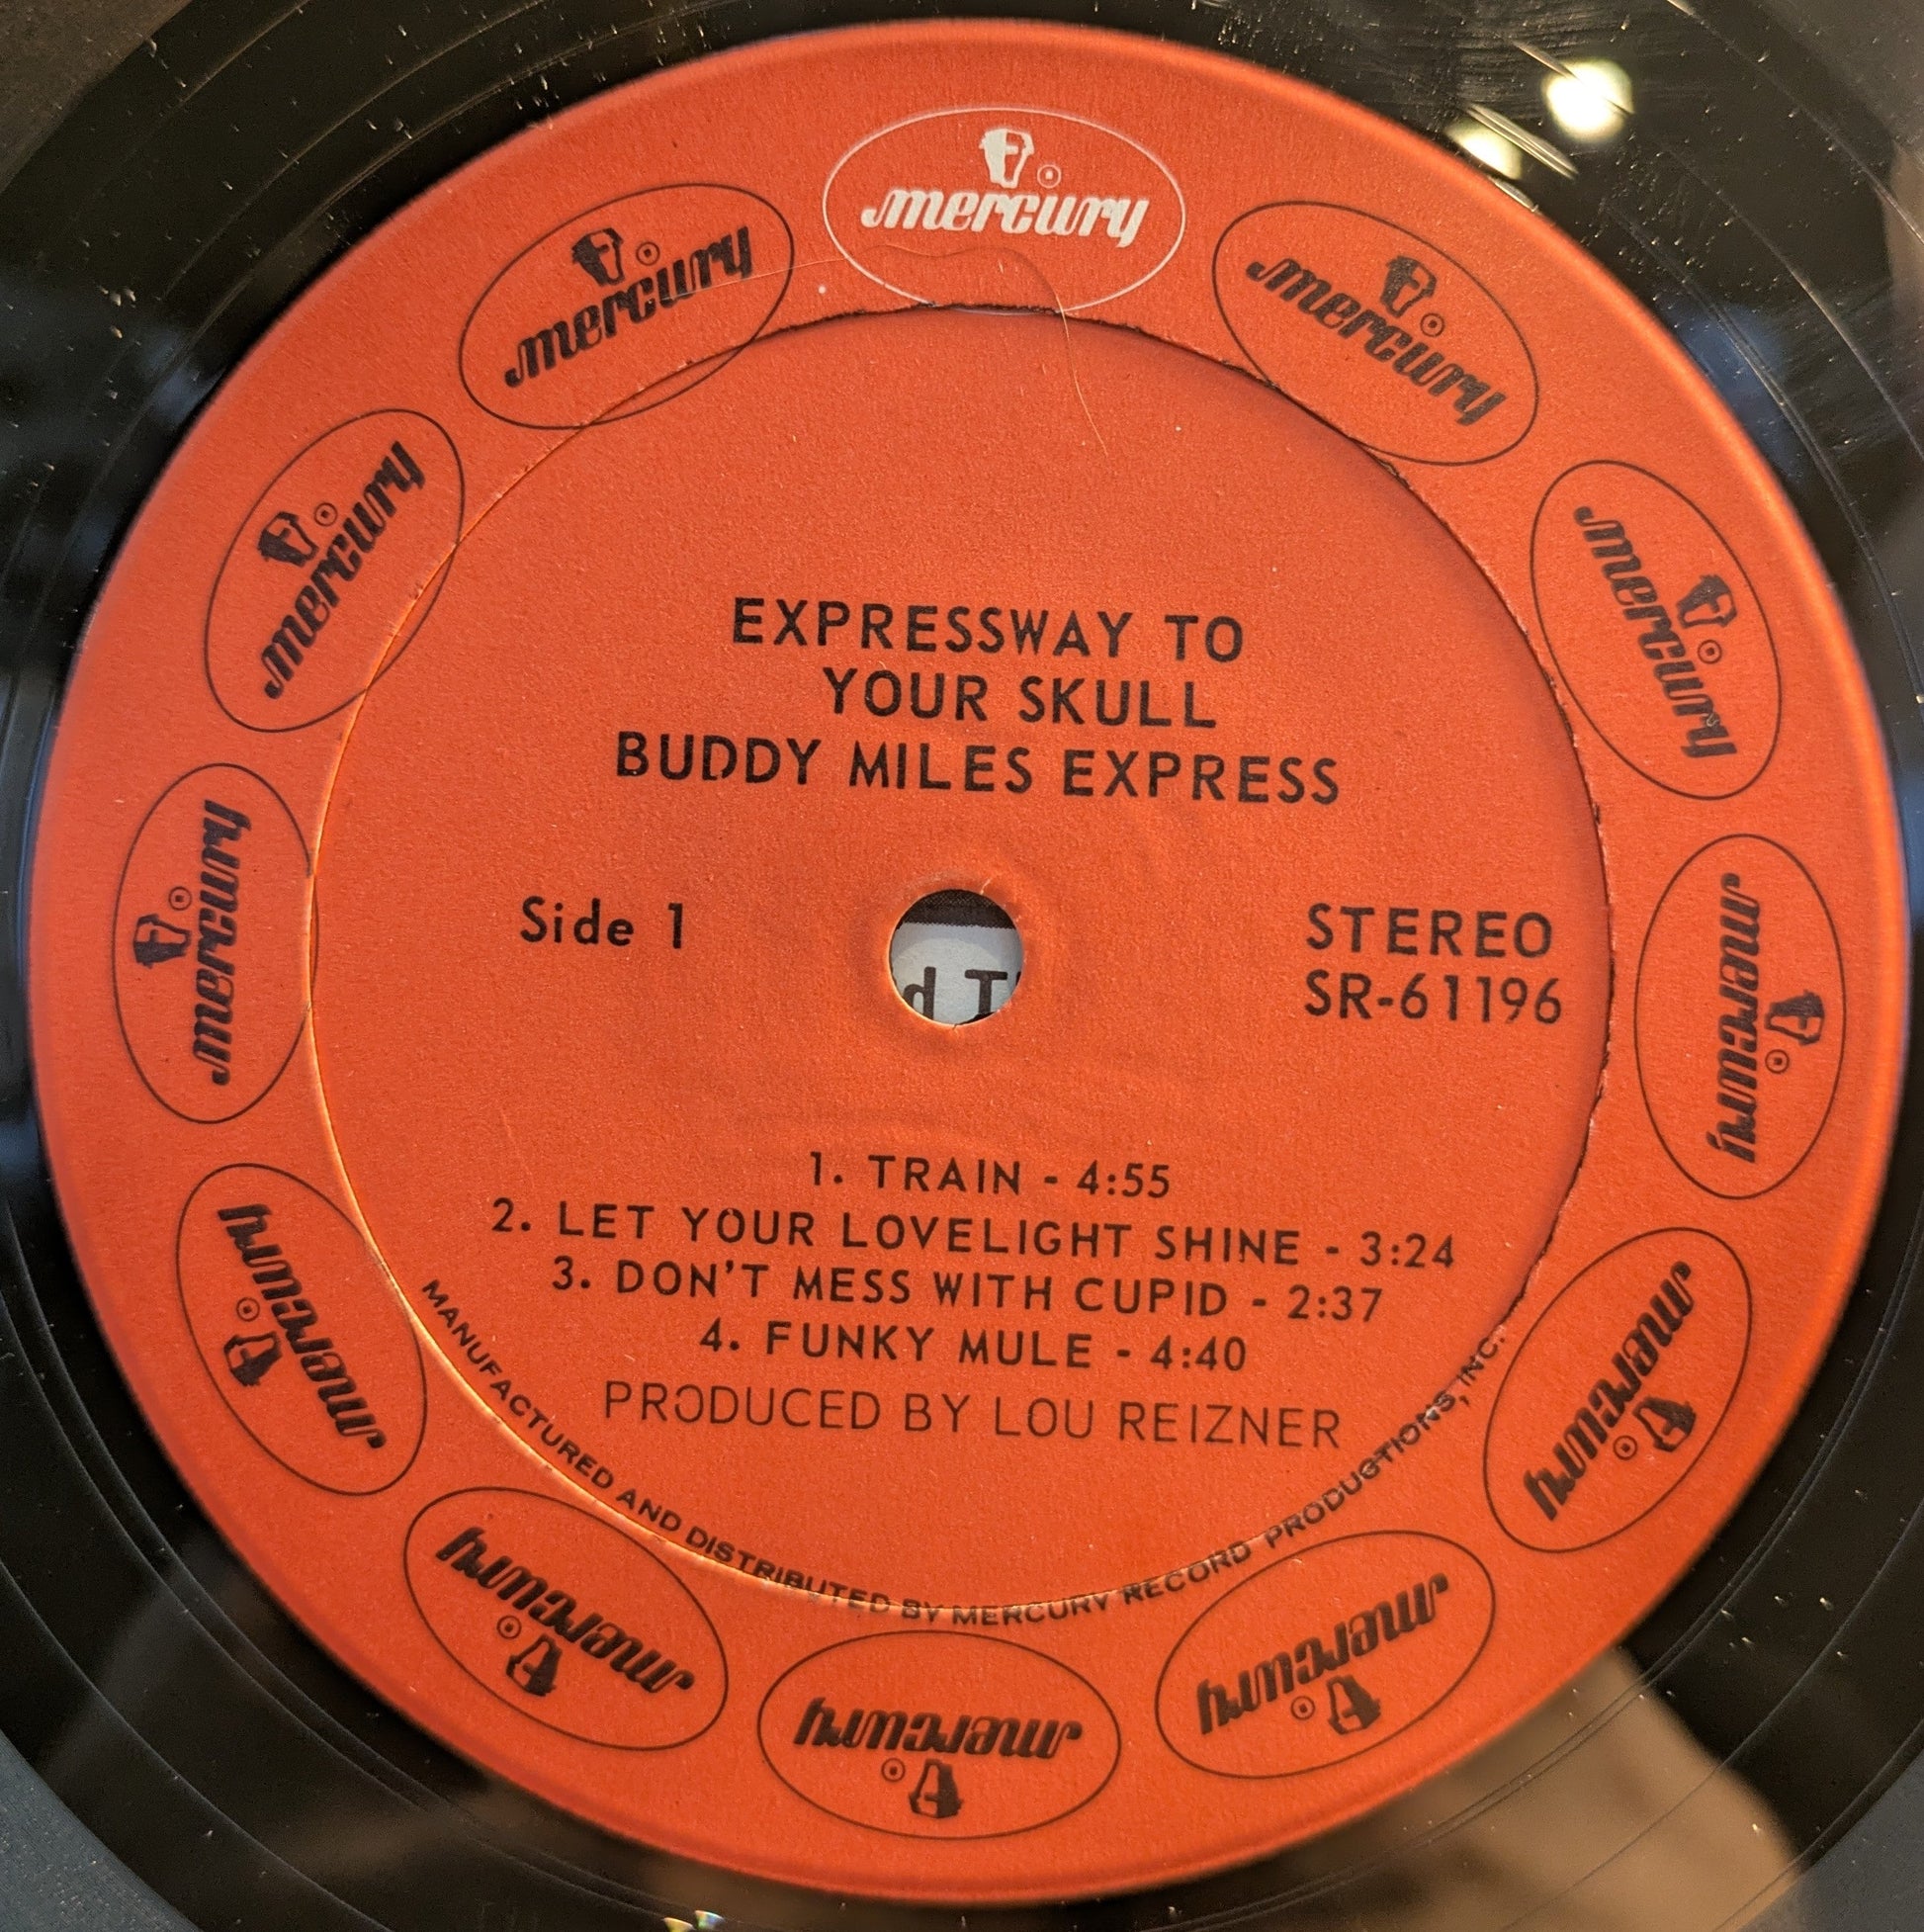 mercury
mercury
mercury
mercury
mercury
mercury
mercury
mercury
mercury
mercury
mercury
mercury
EXPRESSWAY TO
YOUR SKULL
BUDDY MILES EXPRESS
Side 1
STEREO
SR-61196
d T
1. TRAIN - 4:55
2. LET YOUR LOVELIGHT SHINE - 3:24
3. DON'T MESS WITH CUPID - 2:37
4. FUNKY MULE - 4:40
PRODUCED BY LOU REIZNER
MANUFACTURED AND DISTRIBUTED BY MERCURY RECORD PRODUCTIONS, INC.